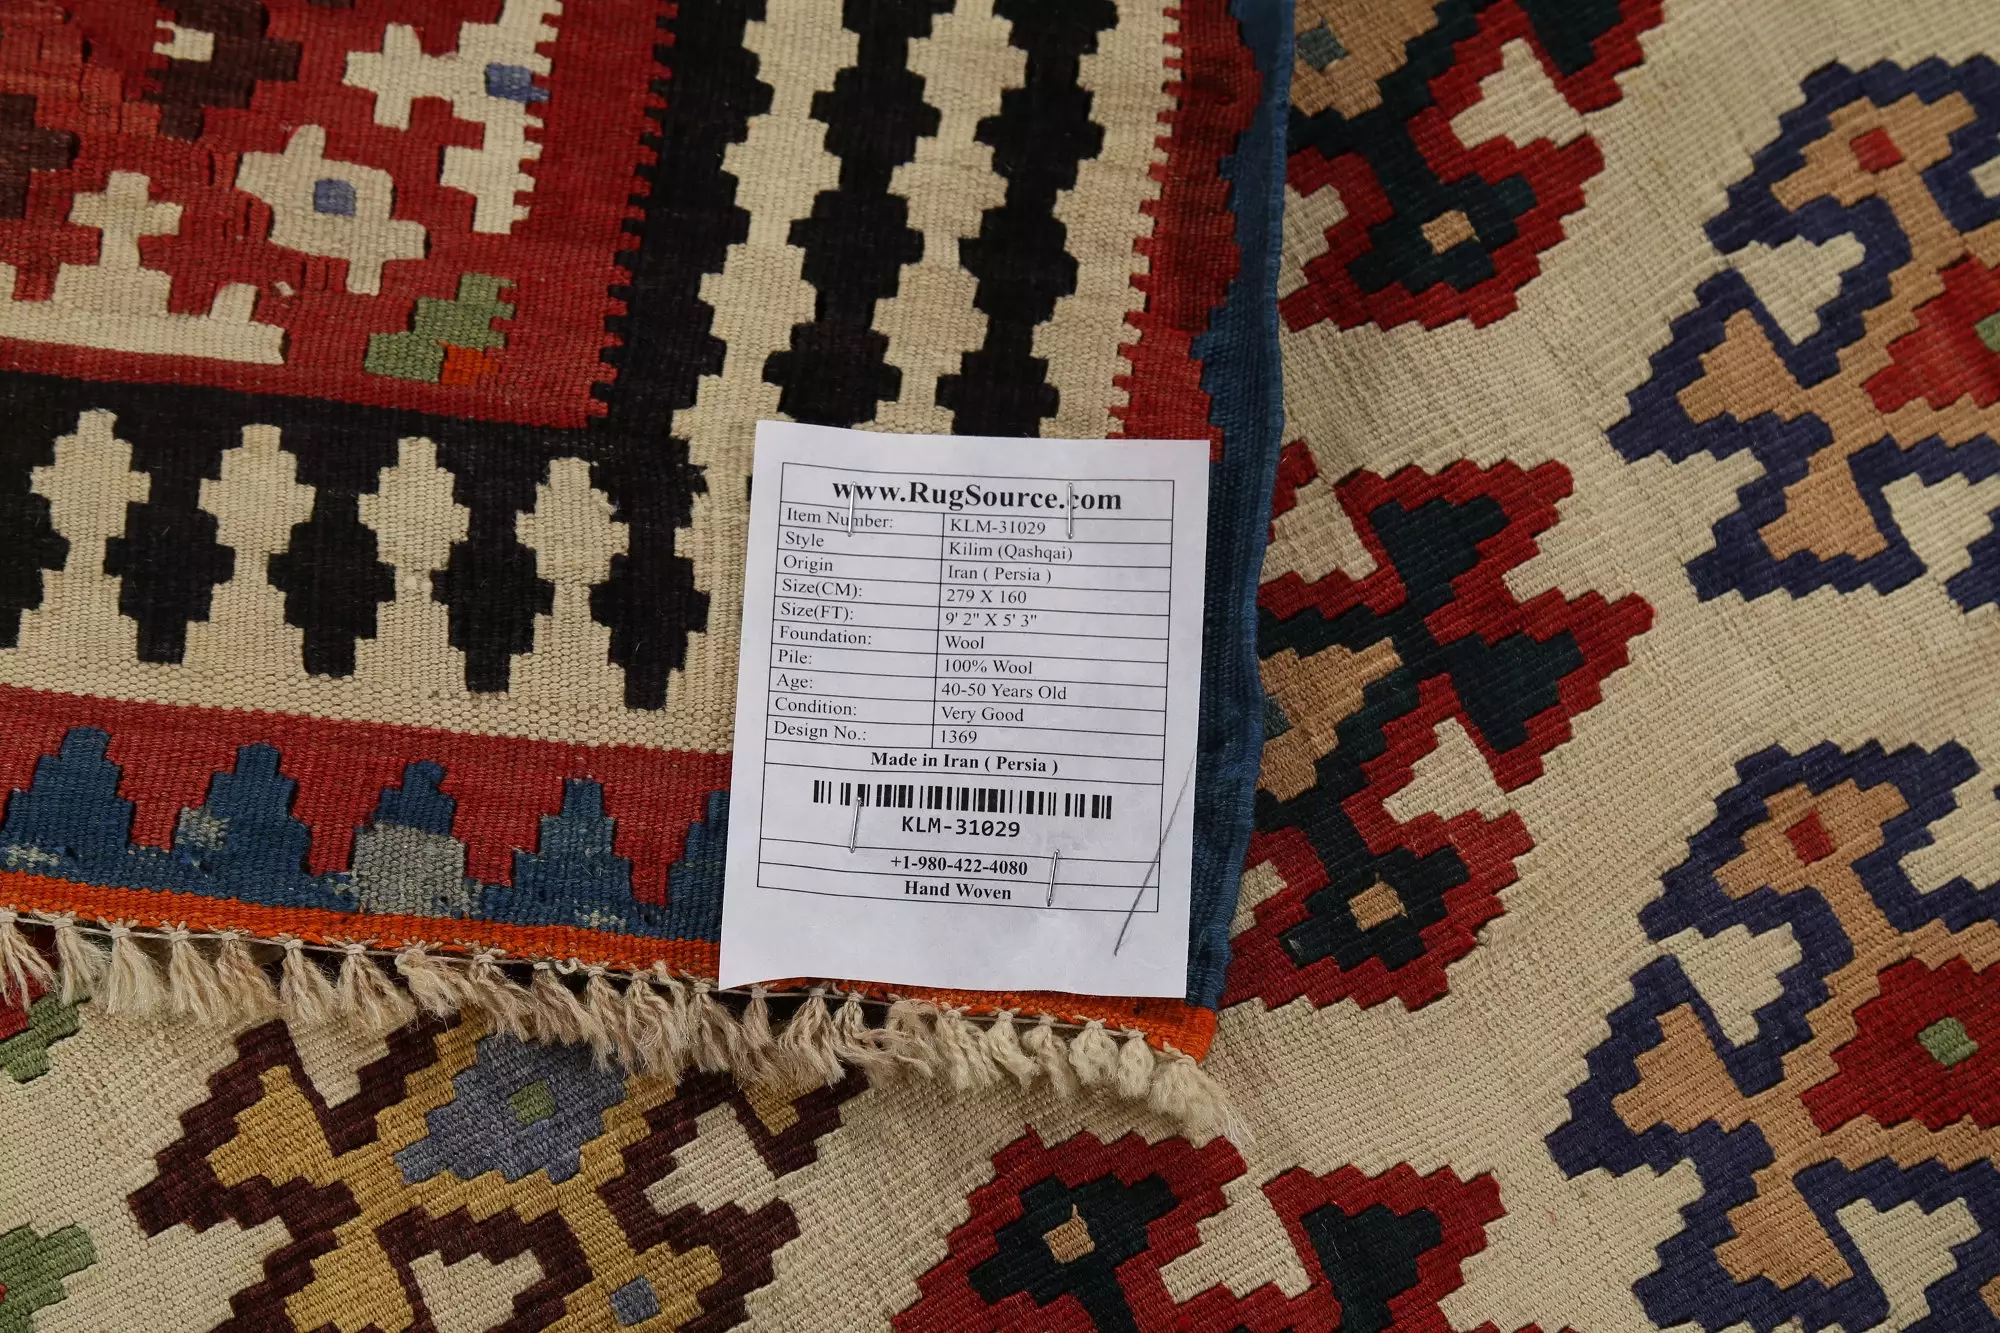 www.RugSource.com
Item Number: KLM-31029
Style Kilim (Qashqai)
Origin Iran ( Persia )
Size(CM): 279 X 160
Size(FT): 9' 2" X 5' 3"
Foundation: Wool
Pile: 100% Wool
Age: 40-50 Years Old
Condition: Very Good
Design No.: 1369
Made in Iran ( Persia )
KLM-31029
+1-980-422-4080
Hand Woven